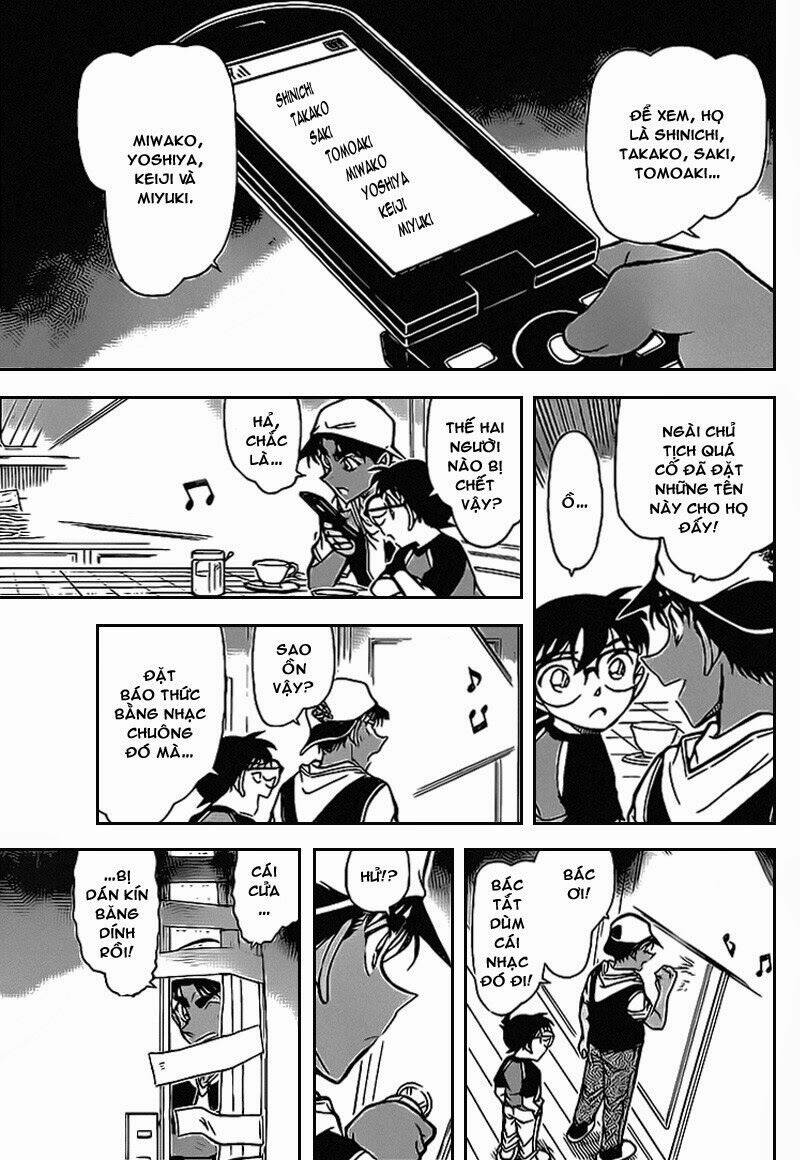 ĐỂ XEM, HỌ
LÀ SHINICHI,
TAKAKO, SAKI,
TOMOAKI...
SHINICHI
TAKAKO
SAKI
TOMOAKI
MIWAKO
YOSHIYA
KEIJI
MIYUKI
MIWAKO,
YOSHIYA,
KEIJI VÀ
MIYUKI.
NGÀI CHỦ
TỊCH QUÁ
CỐ ĐÃ ĐẶT
NHỮNG TÊN
NÀY CHO HỌ
ĐẤY!
Ồ...
THẾ HAI
NGƯỜI
NÀO BỊ
CHẾT
VẬY?
HẢ,
CHẮC
LÀ...
SAO
ỒN
VẬY?
ĐẶT
BÁO THỨC
BẰNG NHẠC
CHUÔNG
ĐÓ MÀ...
BÁC
ƠI!
BÁC
TẮT
DÙM
CÁI
NHẠC
ĐÓ ĐI!
HỬ!?
CÁI
CỬA
...
...BỊ
DÁN KÍN
BĂNG
DÍNH
RỒI!